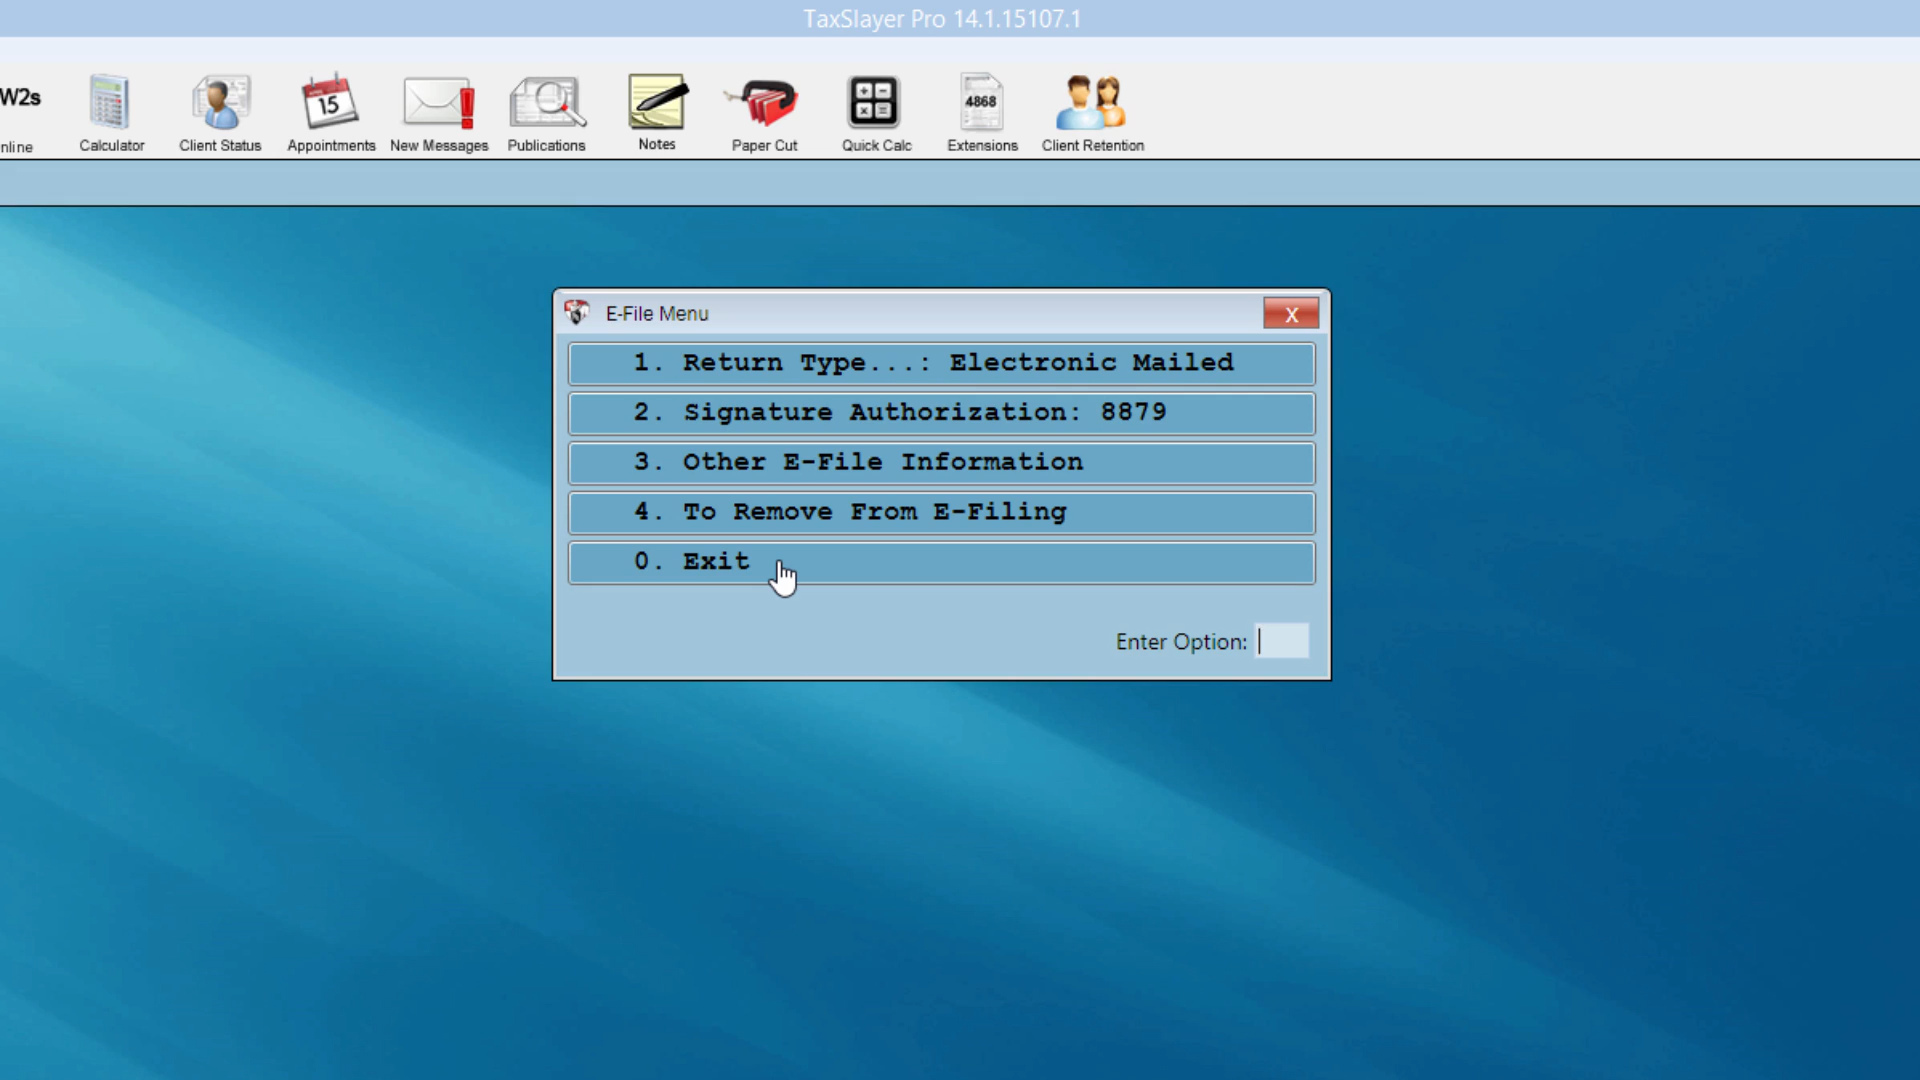 TaxSlayer Pro 14.1.15107.1
W2s
15
4868
nline
Calculator
Client Status
Appointments
New Messages
Publications
Notes
Paper Cut
Quick Calc
Extensions
Client Retention
E-File Menu
X
1. Return Type...: Electronic Mailed
2. Signature Authorization: 8879
3. Other E-File Information
4. To Remove From E-Filing
0. Exit
Enter Option: